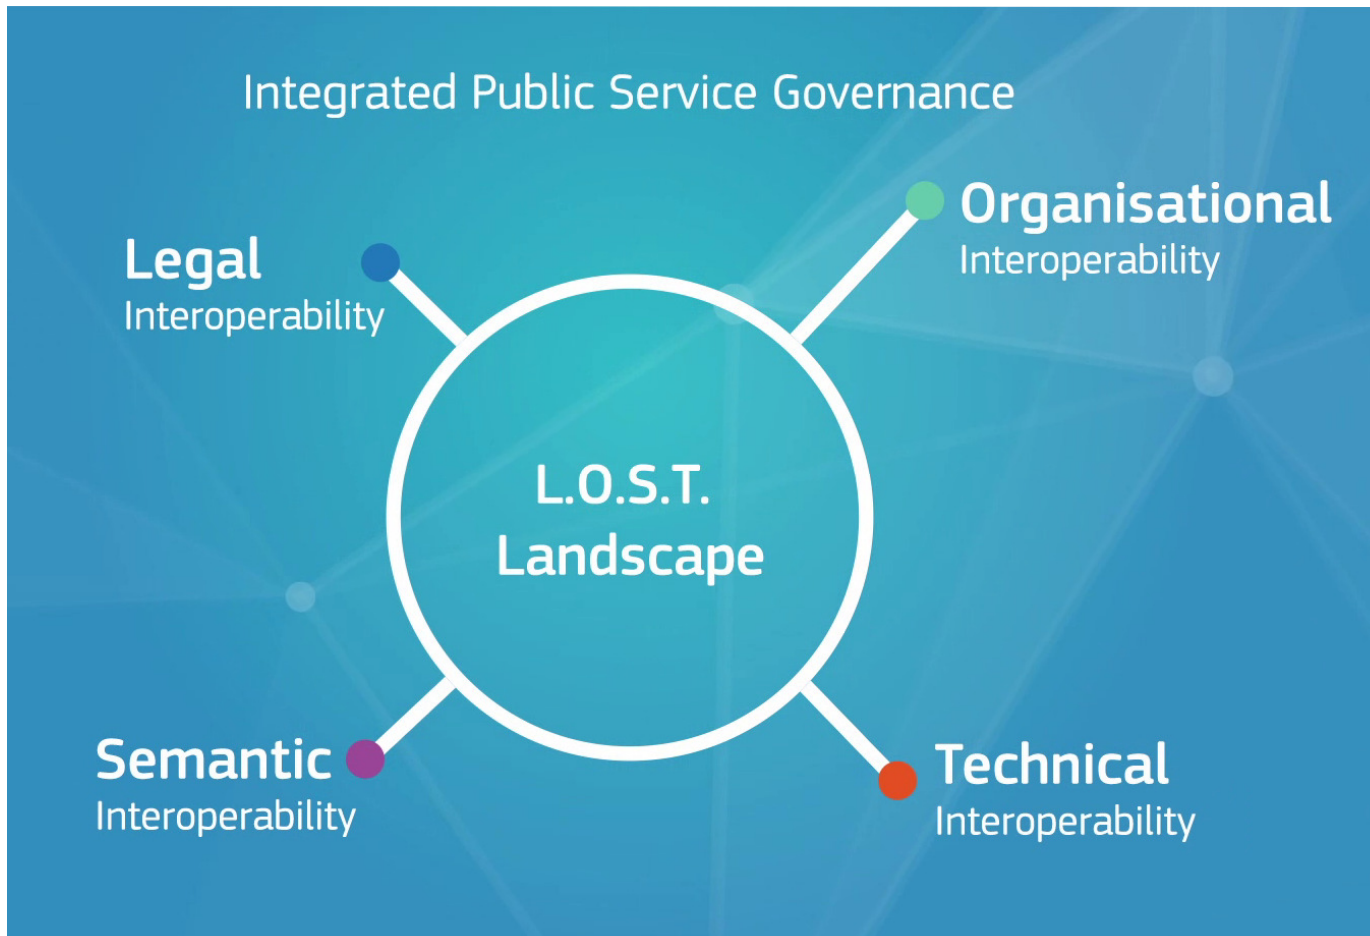 Integrated Public Service Governance
Legal
Interoperability
Organisational
Interoperability
L.O.S.T.
Landscape
Semantic
Interoperability
Technical
Interoperability